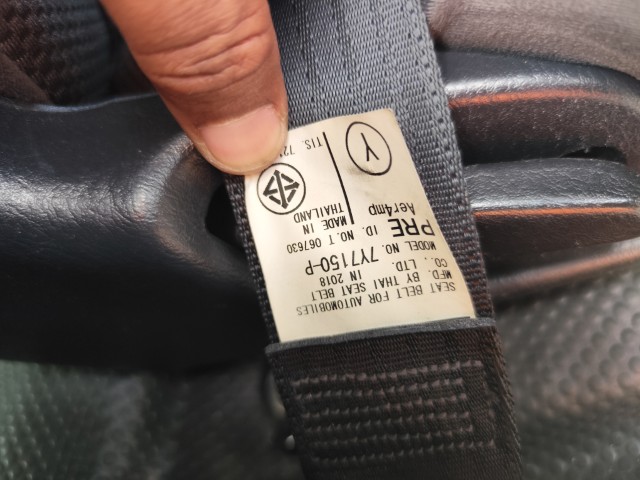 SEAT BELT FOR AUTOMOBILES
MFD. BY THAI SEAT BELT
CO., LTD. IN 2018
MODEL NO. 7Y7150-P
PRE ID. NO. T 067630
Aer4mp MADE IN
THAILAND
Y
TIS.